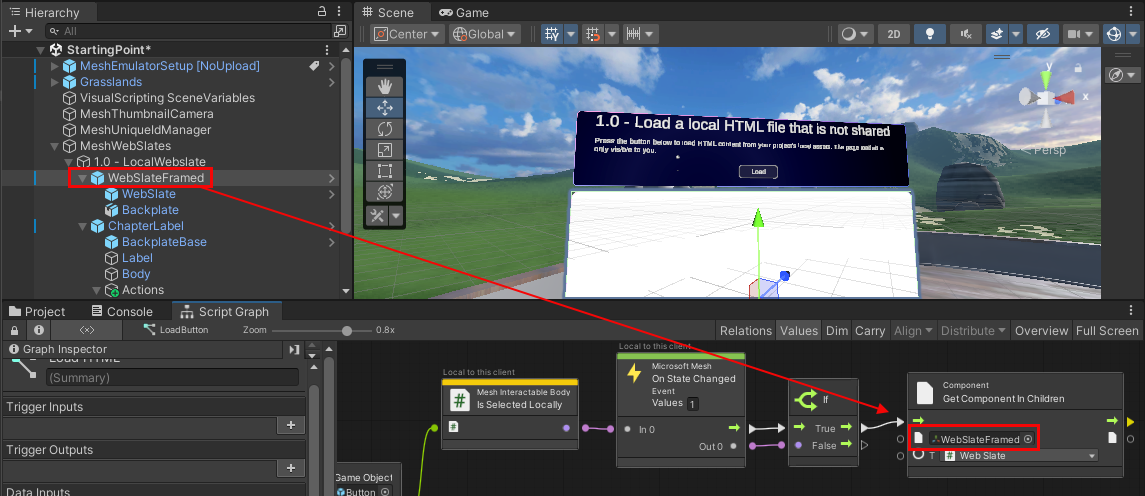 Hierarchy
All
StartingPoint*
MeshEmulatorSetup [NoUpload]
Grasslands
VisualScripting SceneVariables
MeshThumbnailCamera
MeshUniqueIdManager
MeshWebSlates
1.0 - LocalWebslate
WebSlateFramed
WebSlate
Backplate
ChapterLabel
BackplateBase
Label
Body
Actions
Scene
Game
Center
Global
2D
y
x
Persp
1.0 - Load a local HTML file that is not shared
Press the button below to load HTML content from your project's local assets. The page content is
only visible to you.
Load
Project
Console
Script Graph
LoadButton
Zoom
0.8x
Relations
Values
Dim
Carry
Align
Distribute
Overview
Full Screen
Graph Inspector
Load HTML
(Summary)
Trigger Inputs
Trigger Outputs
Data Inputs
Game Object
Button
Local to this client
Mesh Interactable Body
Is Selected Locally
Local to this client
Microsoft Mesh
On State Changed
Event
Values 1
In 0
Out 0
If
True
False
Component
Get Component In Children
WebSlateFramed
T
Web Slate